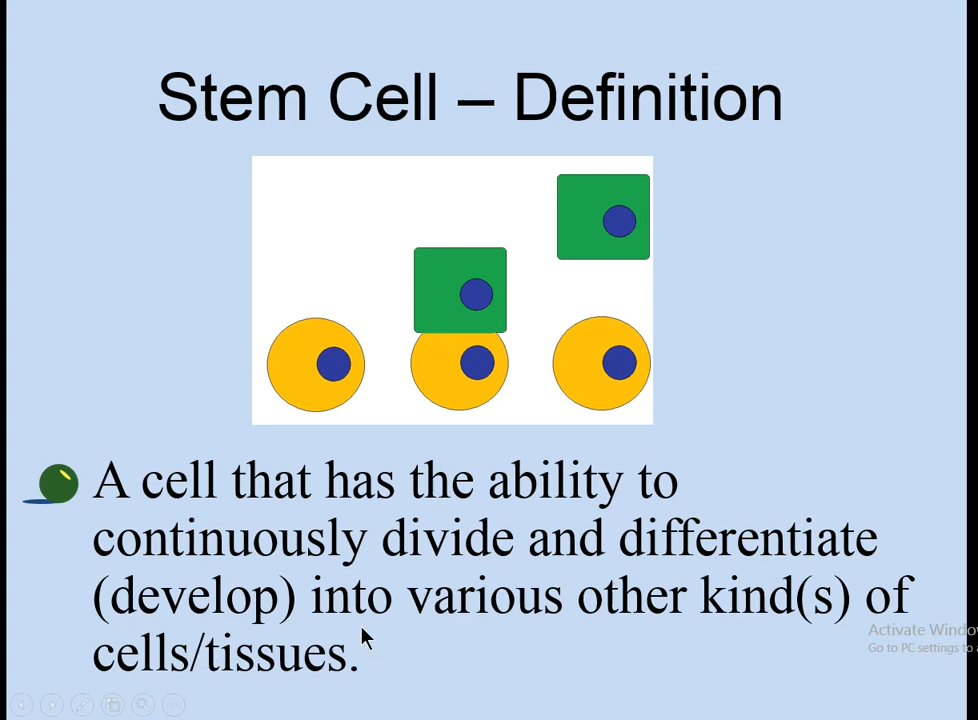 Stem Cell – Definition
A cell that has the ability to
continuously divide and differentiate
(develop) into various other kind(s) of
cells/tissues.
Activate Windo
Go to PC settings to a